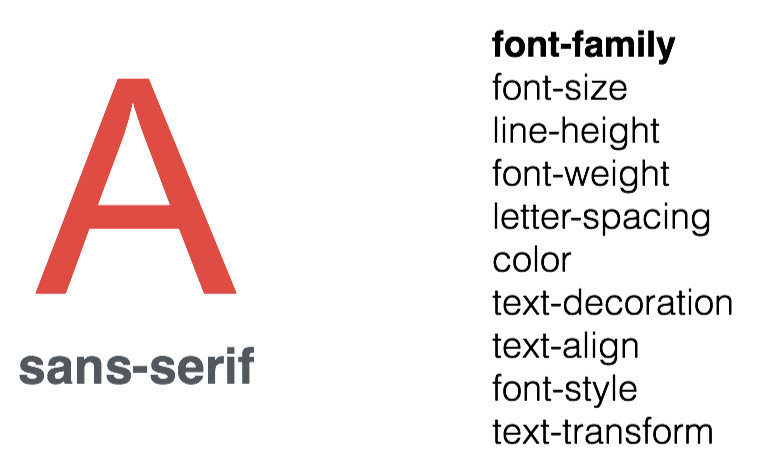 A
sans-serif
font-family
font-size
line-height
font-weight
letter-spacing
color
text-decoration
text-align
font-style
text-transform